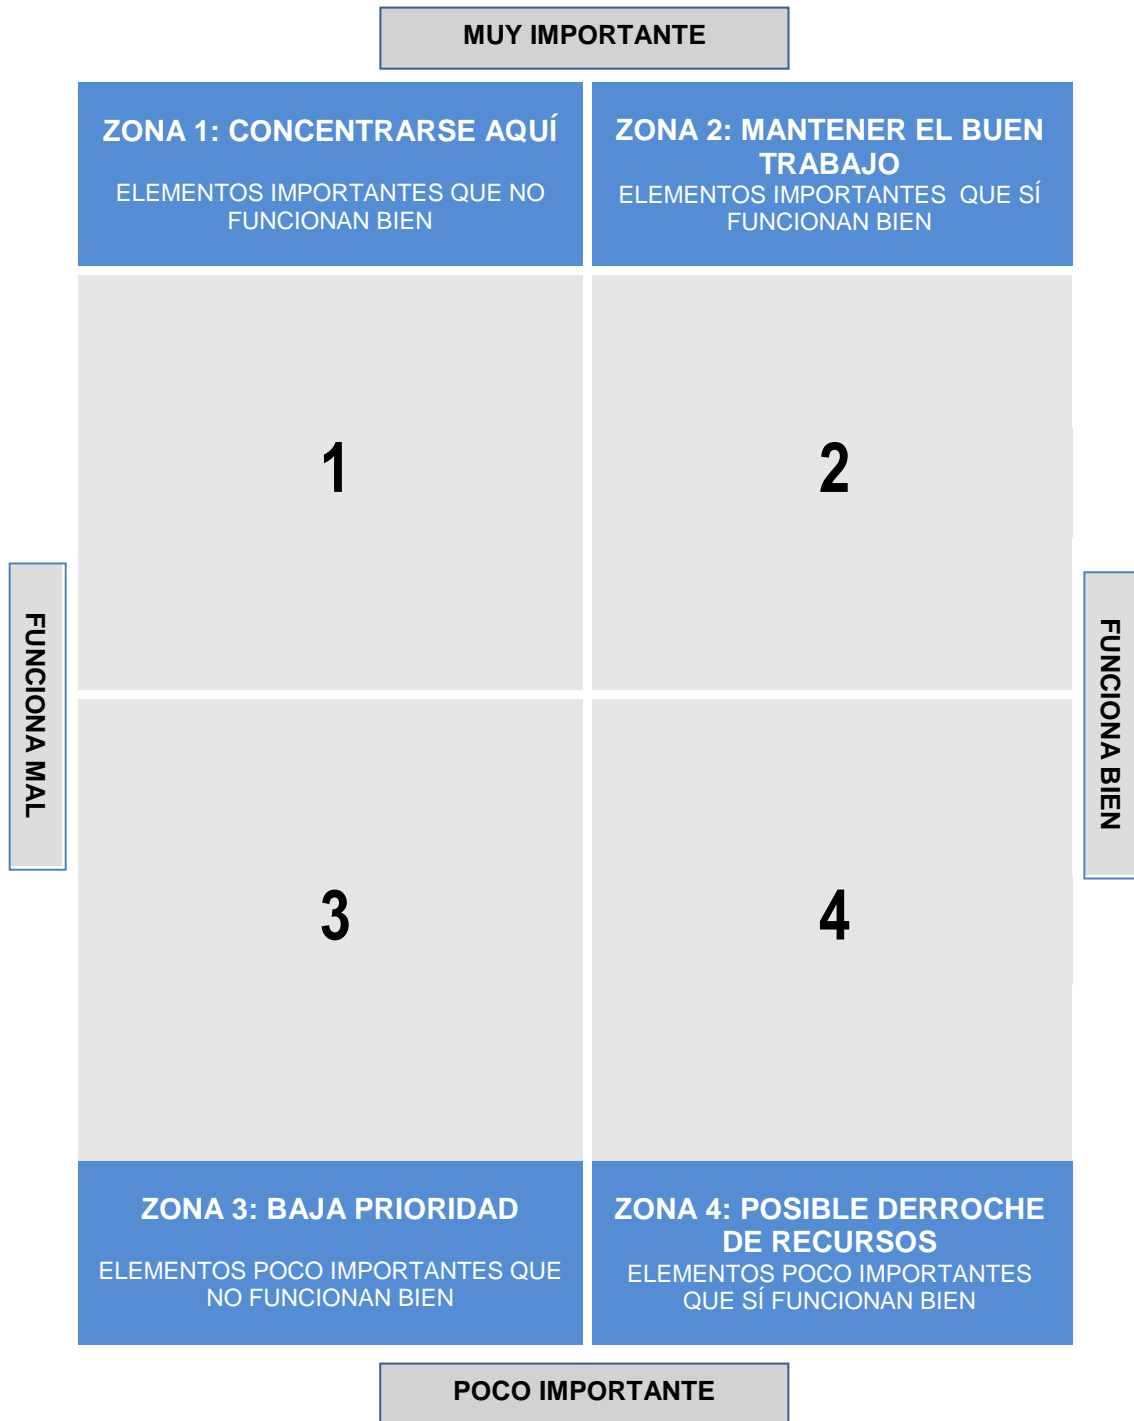 MUY IMPORTANTE
ZONA 1: CONCENTRARSE AQUÍ
ELEMENTOS IMPORTANTES QUE NO
FUNCIONAN BIEN
ZONA 2: MANTENER EL BUEN
TRABAJO
ELEMENTOS IMPORTANTES QUE SÍ
FUNCIONAN BIEN
1
2
FUNCIONA MAL
FUNCIONA BIEN
3
4
ZONA 3: BAJA PRIORIDAD
ELEMENTOS POCO IMPORTANTES QUE
NO FUNCIONAN BIEN
ZONA 4: POSIBLE DERROCHE
DE RECURSOS
ELEMENTOS POCO IMPORTANTES
QUE SÍ FUNCIONAN BIEN
POCO IMPORTANTE